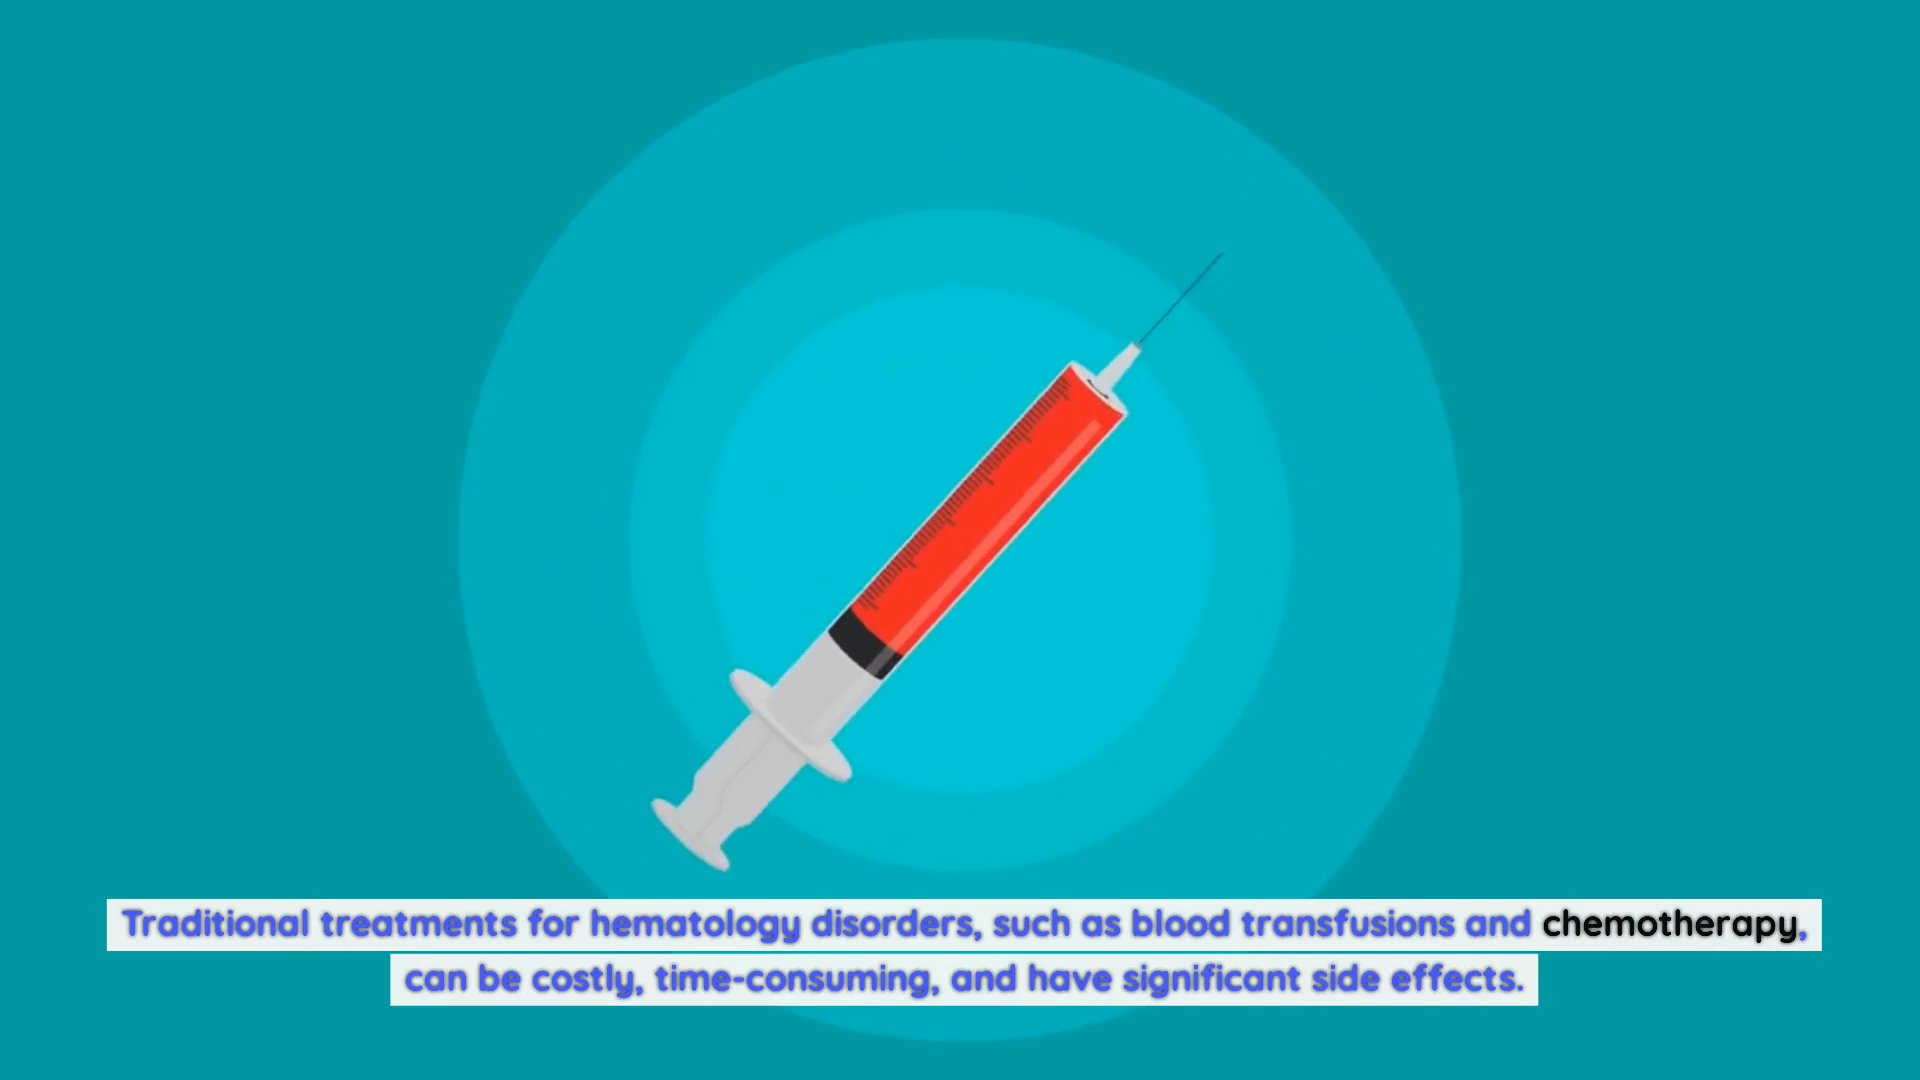 Traditional treatments for hematology disorders, such as blood transfusions and chemotherapy,
can be costly, time-consuming, and have significant side effects.